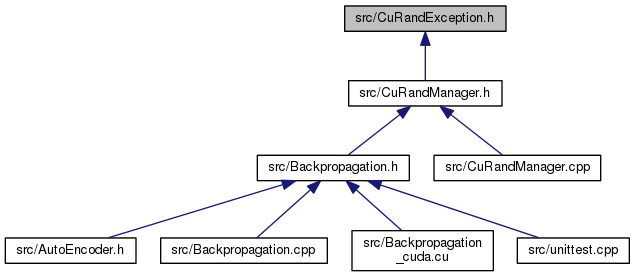 src/CuRandException.h
src/CuRandManager.h
src/Backpropagation.h
src/CuRandManager.cpp
src/AutoEncoder.h
src/Backpropagation.cpp
src/Backpropagation
_cuda.cu
src/unittest.cpp